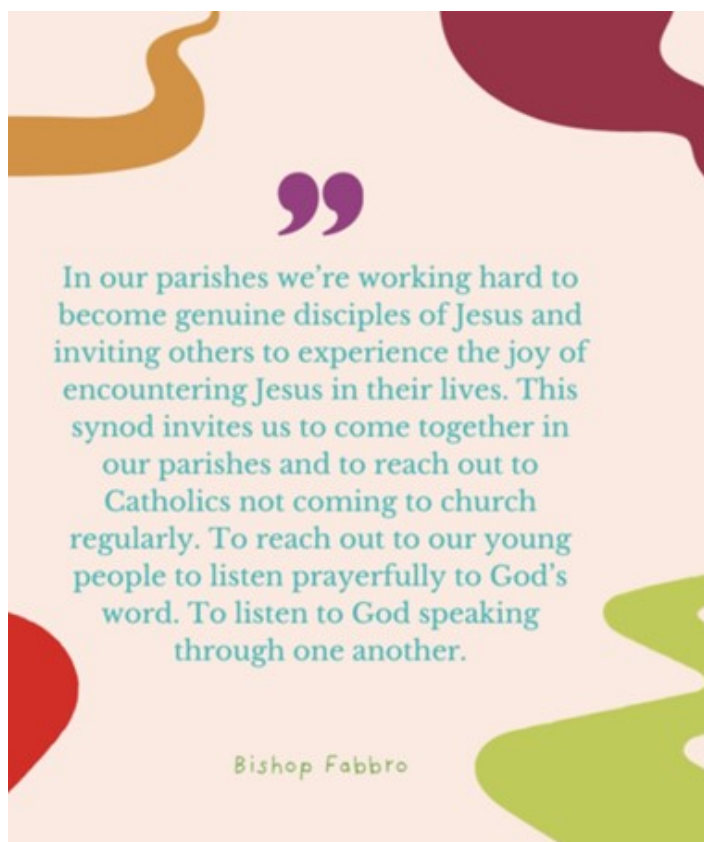 ”
In our parishes we’re working hard to
become genuine disciples of Jesus and
inviting others to experience the joy of
encountering Jesus in their lives. This
synod invites us to come together in
our parishes and to reach out to
Catholics not coming to church
regularly. To reach out to our young
people to listen prayerfully to God’s
word. To listen to God speaking
through one another.
Bishop Fabbro